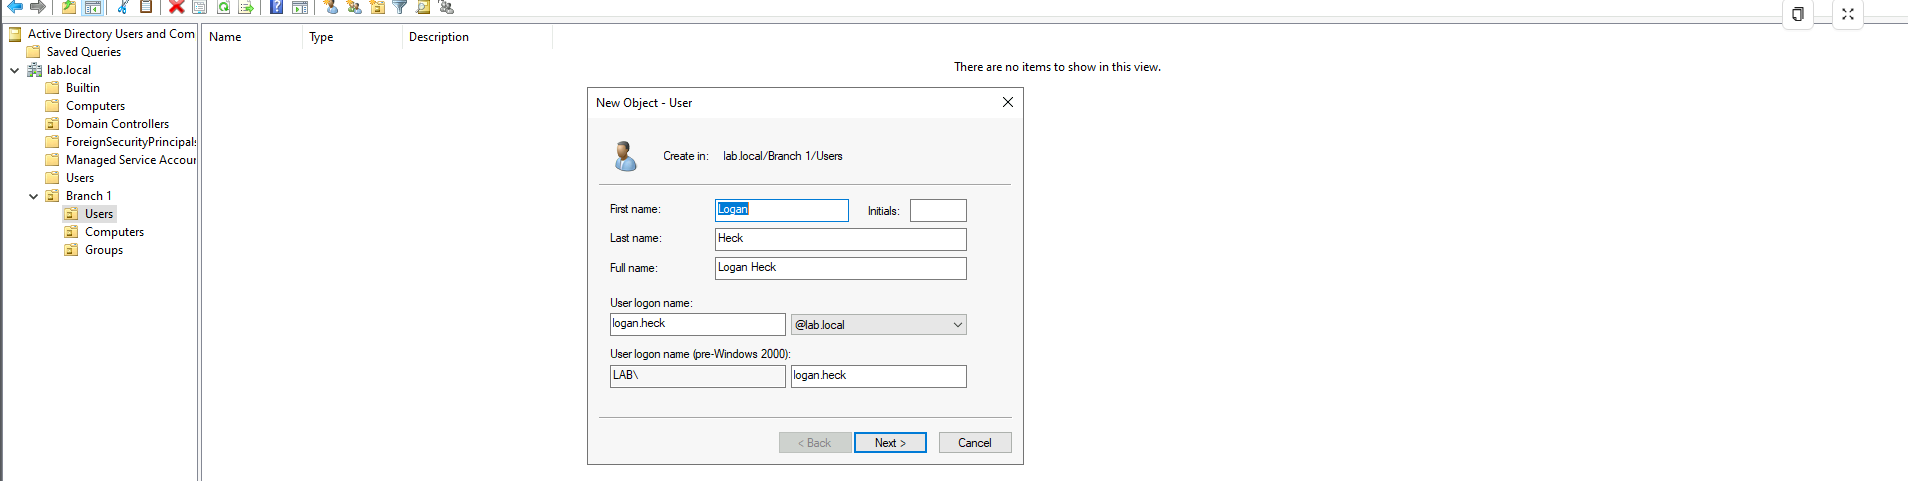 Active Directory Users and Com
Saved Queries
lab.local
Builtin
Computers
Domain Controllers
ForeignSecurityPrincipals
Managed Service Accour
Users
Branch 1
Users
Computers
Groups
Name Type Description
There are no items to show in this view.
New Object - User
Create in: lab.local/Branch 1/Users
First name: Logan Initials:
Last name: Heck
Full name: Logan Heck
User logon name:
logan.heck @lab.local
User logon name (pre-Windows 2000):
LAB\ logan.heck
< Back Next > Cancel